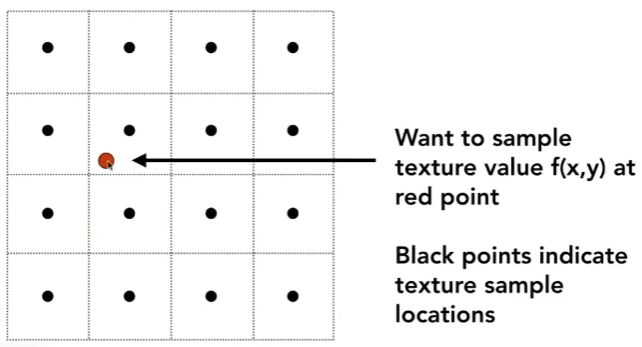 Want to sample
texture value f(x,y) at
red point
Black points indicate
texture sample
locations